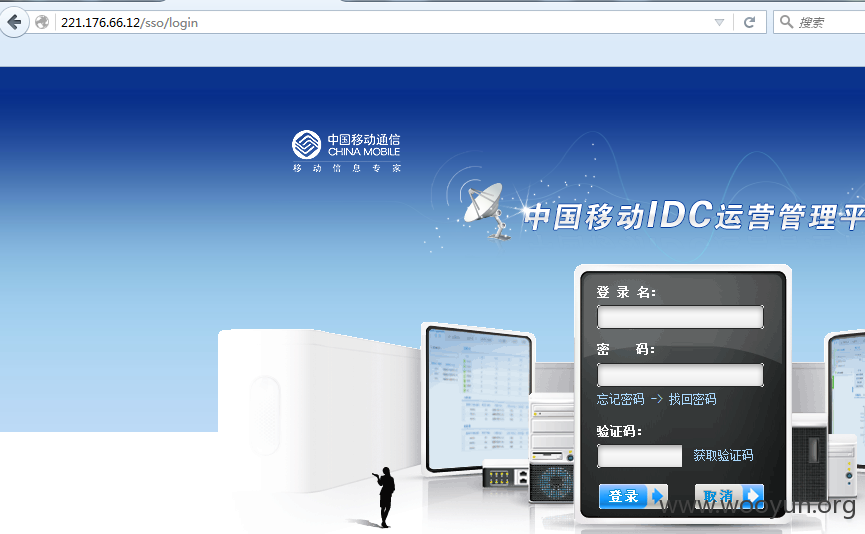 221.176.66.12/sso/login
搜索
中国移动通信
CHINA MOBILE
移 动 信 息 专 家
中国移动IDC运营管理平
登 录 名:
密 码:
忘记密码 -> 找回密码
验证码:
获取验证码
登录
取消
www.wooyun.org